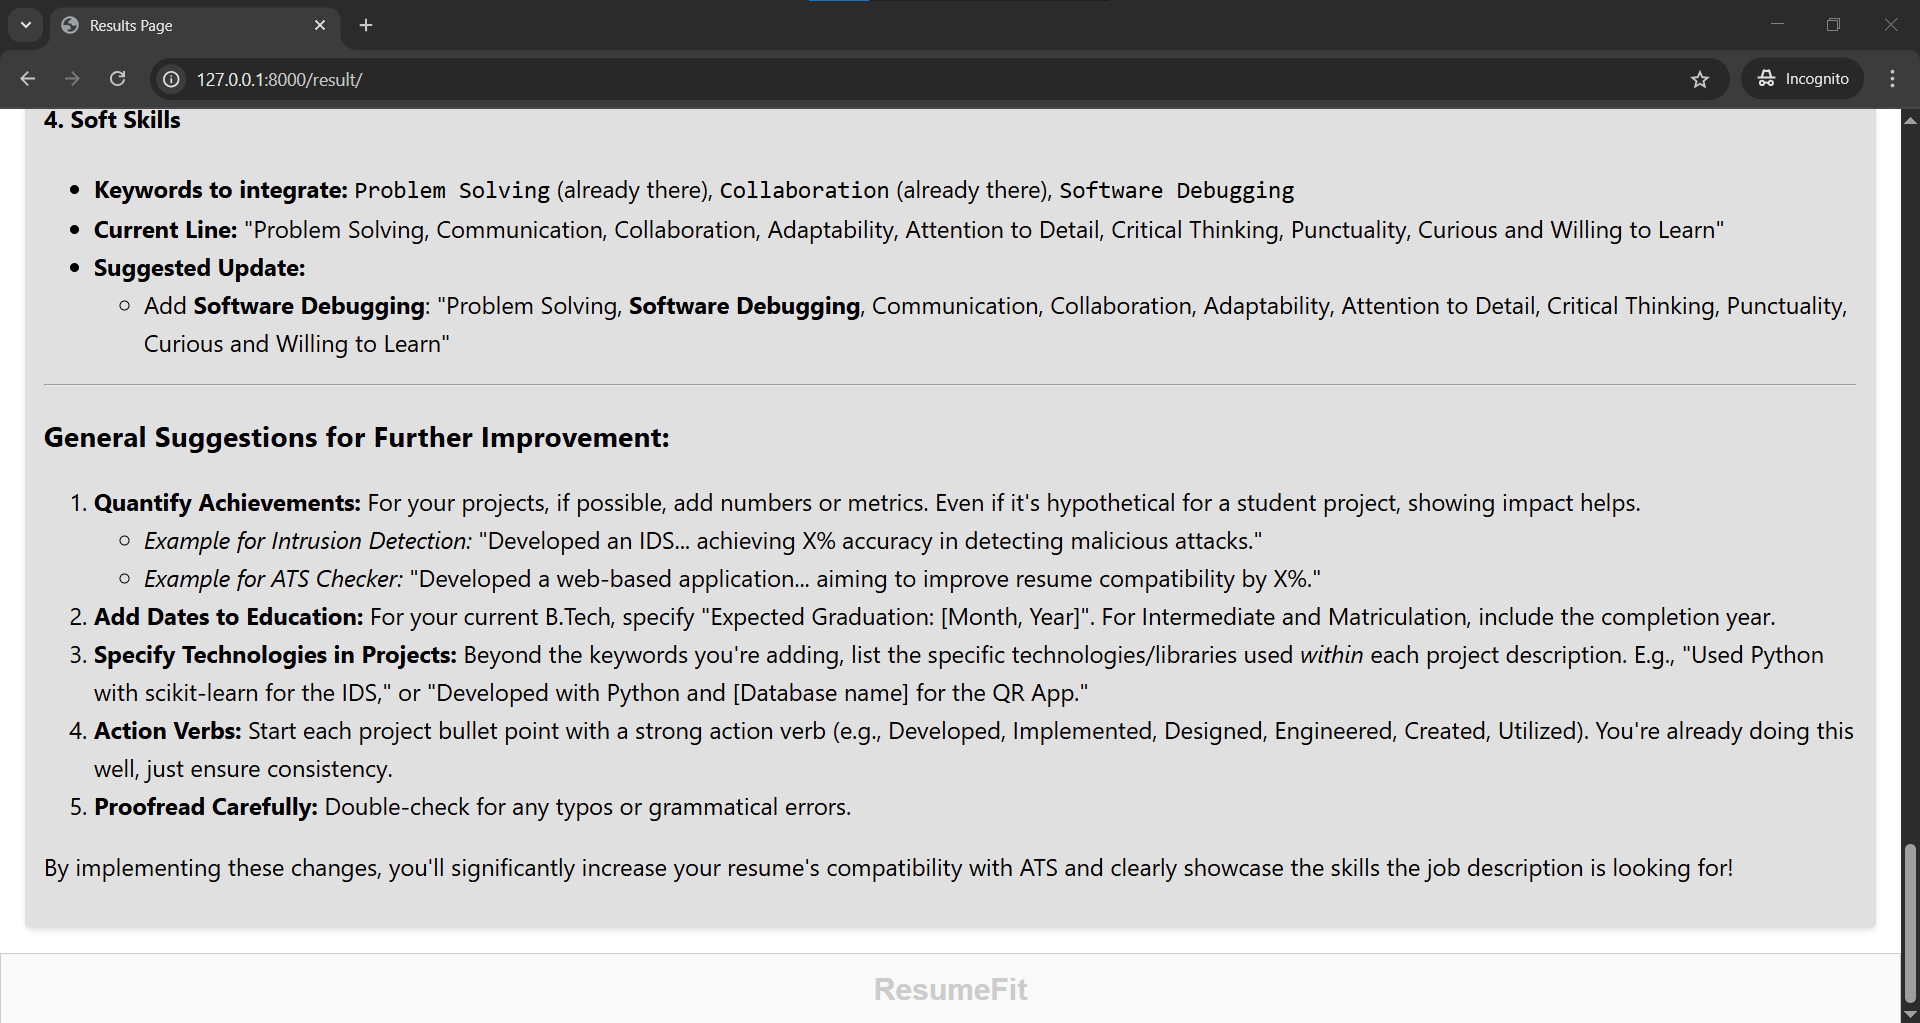 Results Page
127.0.0.1:8000/result/
Incognito
4. Soft Skills
Keywords to integrate: Problem Solving (already there), Collaboration (already there), Software Debugging
Current Line: "Problem Solving, Communication, Collaboration, Adaptability, Attention to Detail, Critical Thinking, Punctuality, Curious and Willing to Learn"
Suggested Update:
Add Software Debugging: "Problem Solving, Software Debugging, Communication, Collaboration, Adaptability, Attention to Detail, Critical Thinking, Punctuality,
Curious and Willing to Learn"
General Suggestions for Further Improvement:
1. Quantify Achievements: For your projects, if possible, add numbers or metrics. Even if it's hypothetical for a student project, showing impact helps.
Example for Intrusion Detection: "Developed an IDS... achieving X% accuracy in detecting malicious attacks."
Example for ATS Checker: "Developed a web-based application... aiming to improve resume compatibility by X%."
2. Add Dates to Education: For your current B.Tech, specify "Expected Graduation: [Month, Year]". For Intermediate and Matriculation, include the completion year.
3. Specify Technologies in Projects: Beyond the keywords you're adding, list the specific technologies/libraries used within each project description. E.g., "Used Python
with scikit-learn for the IDS," or "Developed with Python and [Database name] for the QR App."
4. Action Verbs: Start each project bullet point with a strong action verb (e.g., Developed, Implemented, Designed, Engineered, Created, Utilized). You're already doing this
well, just ensure consistency.
5. Proofread Carefully: Double-check for any typos or grammatical errors.
By implementing these changes, you'll significantly increase your resume's compatibility with ATS and clearly showcase the skills the job description is looking for!
ResumeFit